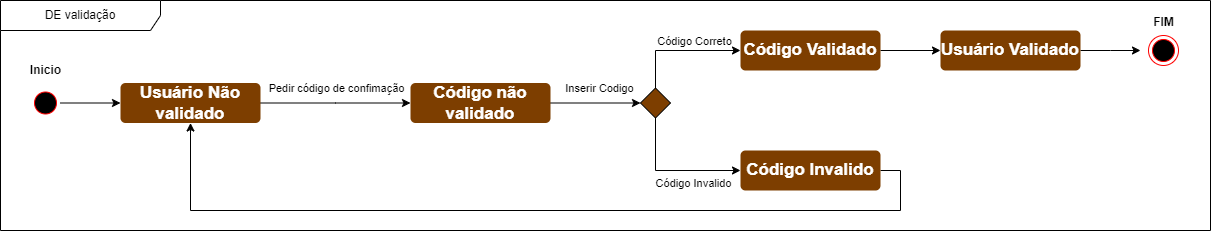 DE validação
FIM
Código Correto
Código Validado
Usuário Validado
Inicio
Usuário Não
validado
Pedir código de confimação
Código não
validado
Inserir Codigo
Código Invalido
Código Invalido